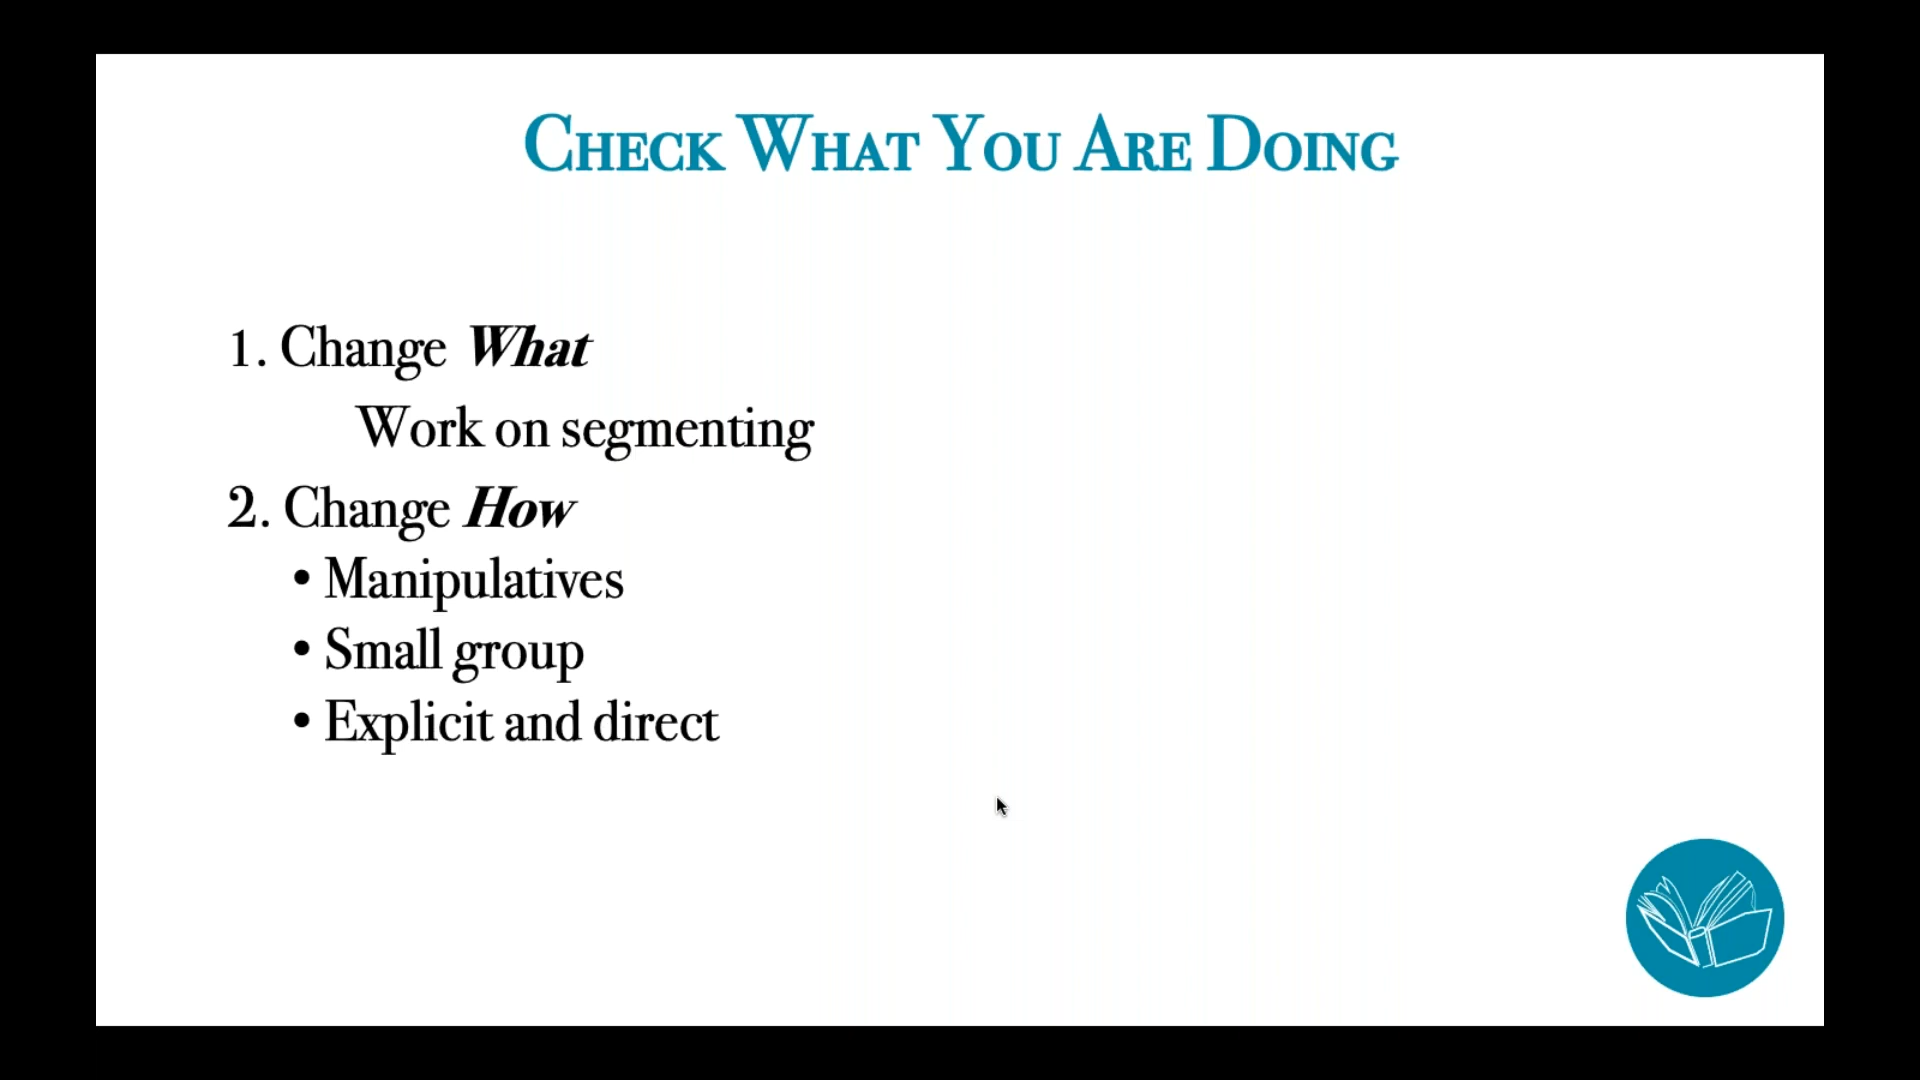 Check What You Are Doing
1. Change What
Work on segmenting
2. Change How
• Manipulatives
• Small group
• Explicit and direct